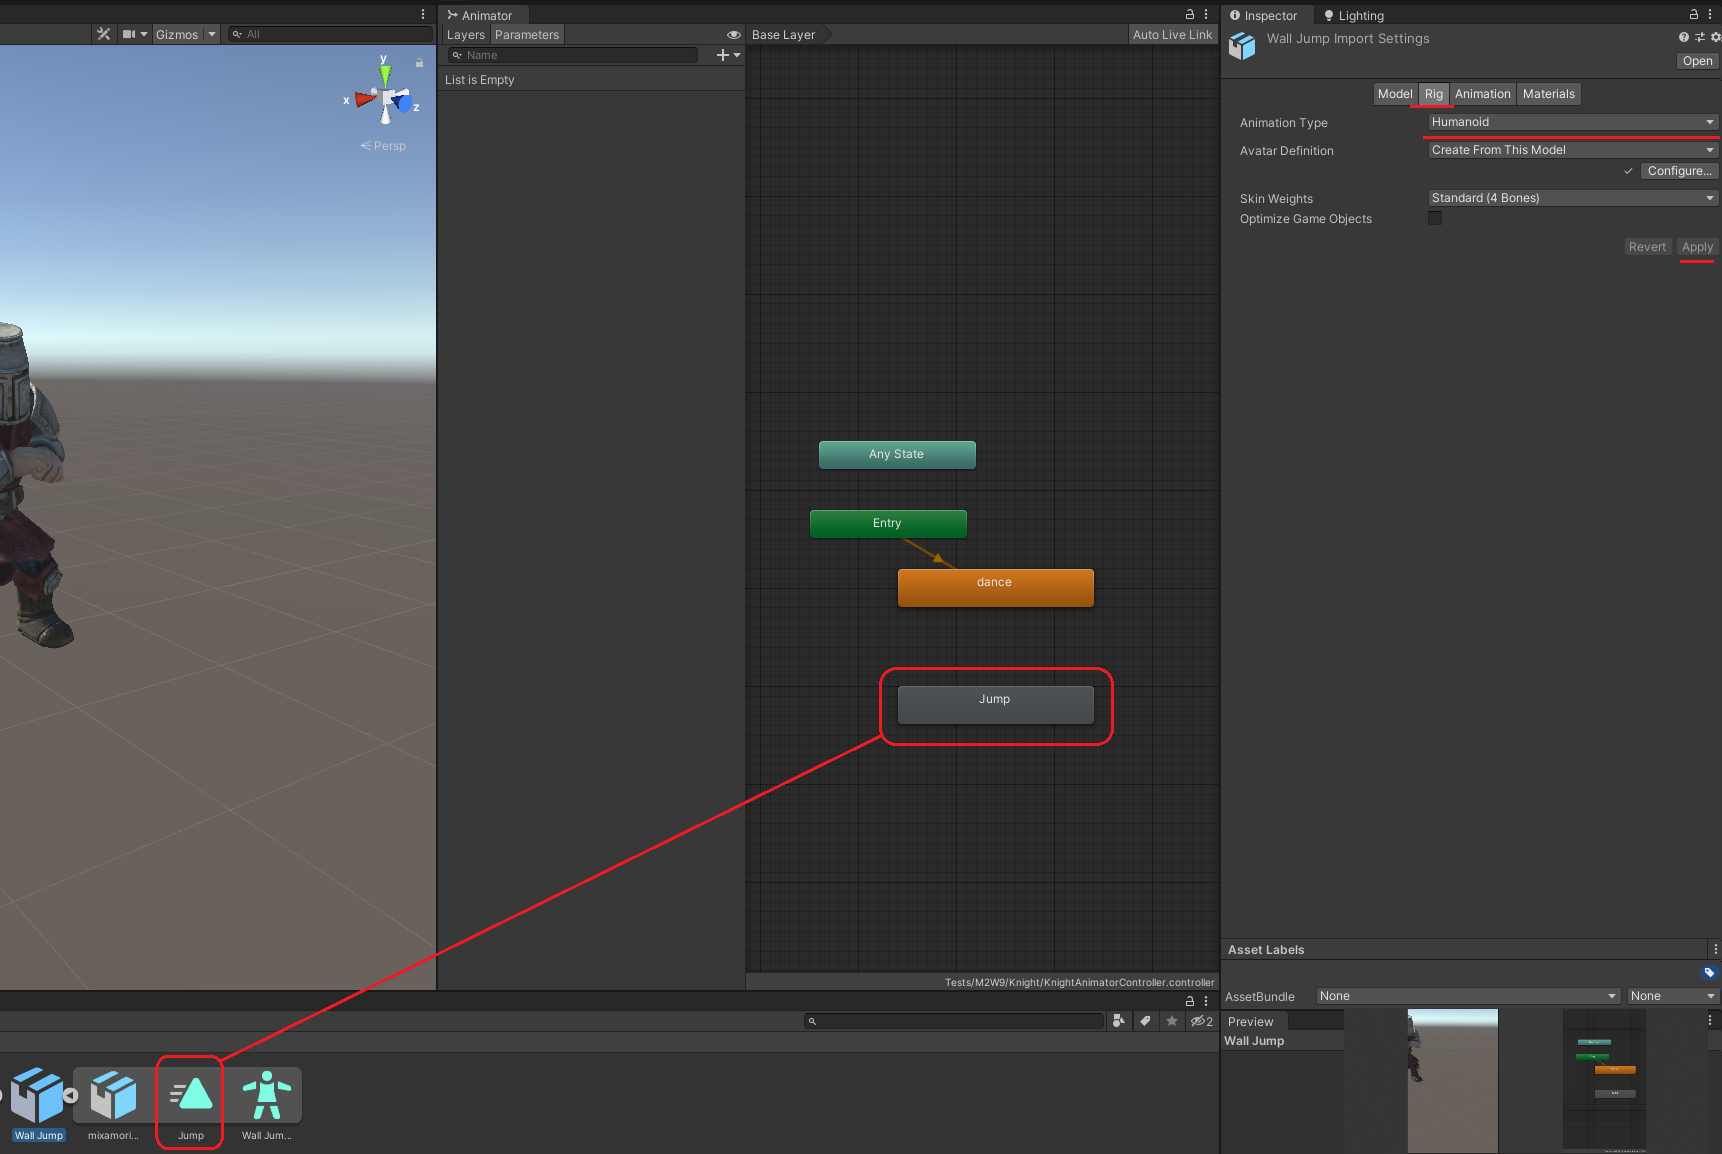 Gizmos
All
y
x
z
Persp
Animator
Layers
Parameters
Base Layer
Auto Live Link
Name
List is Empty
Any State
Entry
dance
Jump
Tests/M2W9/Knight/KnightAnimatorController.controller
2
Wall Jump
mixamori...
Jump
Wall Jum...
Inspector
Lighting
Wall Jump Import Settings
Open
Model
Rig
Animation
Materials
Animation Type
Humanoid
Avatar Definition
Create From This Model
Configure...
Skin Weights
Standard (4 Bones)
Optimize Game Objects
Revert
Apply
Asset Labels
AssetBundle
None
None
Preview
Wall Jump